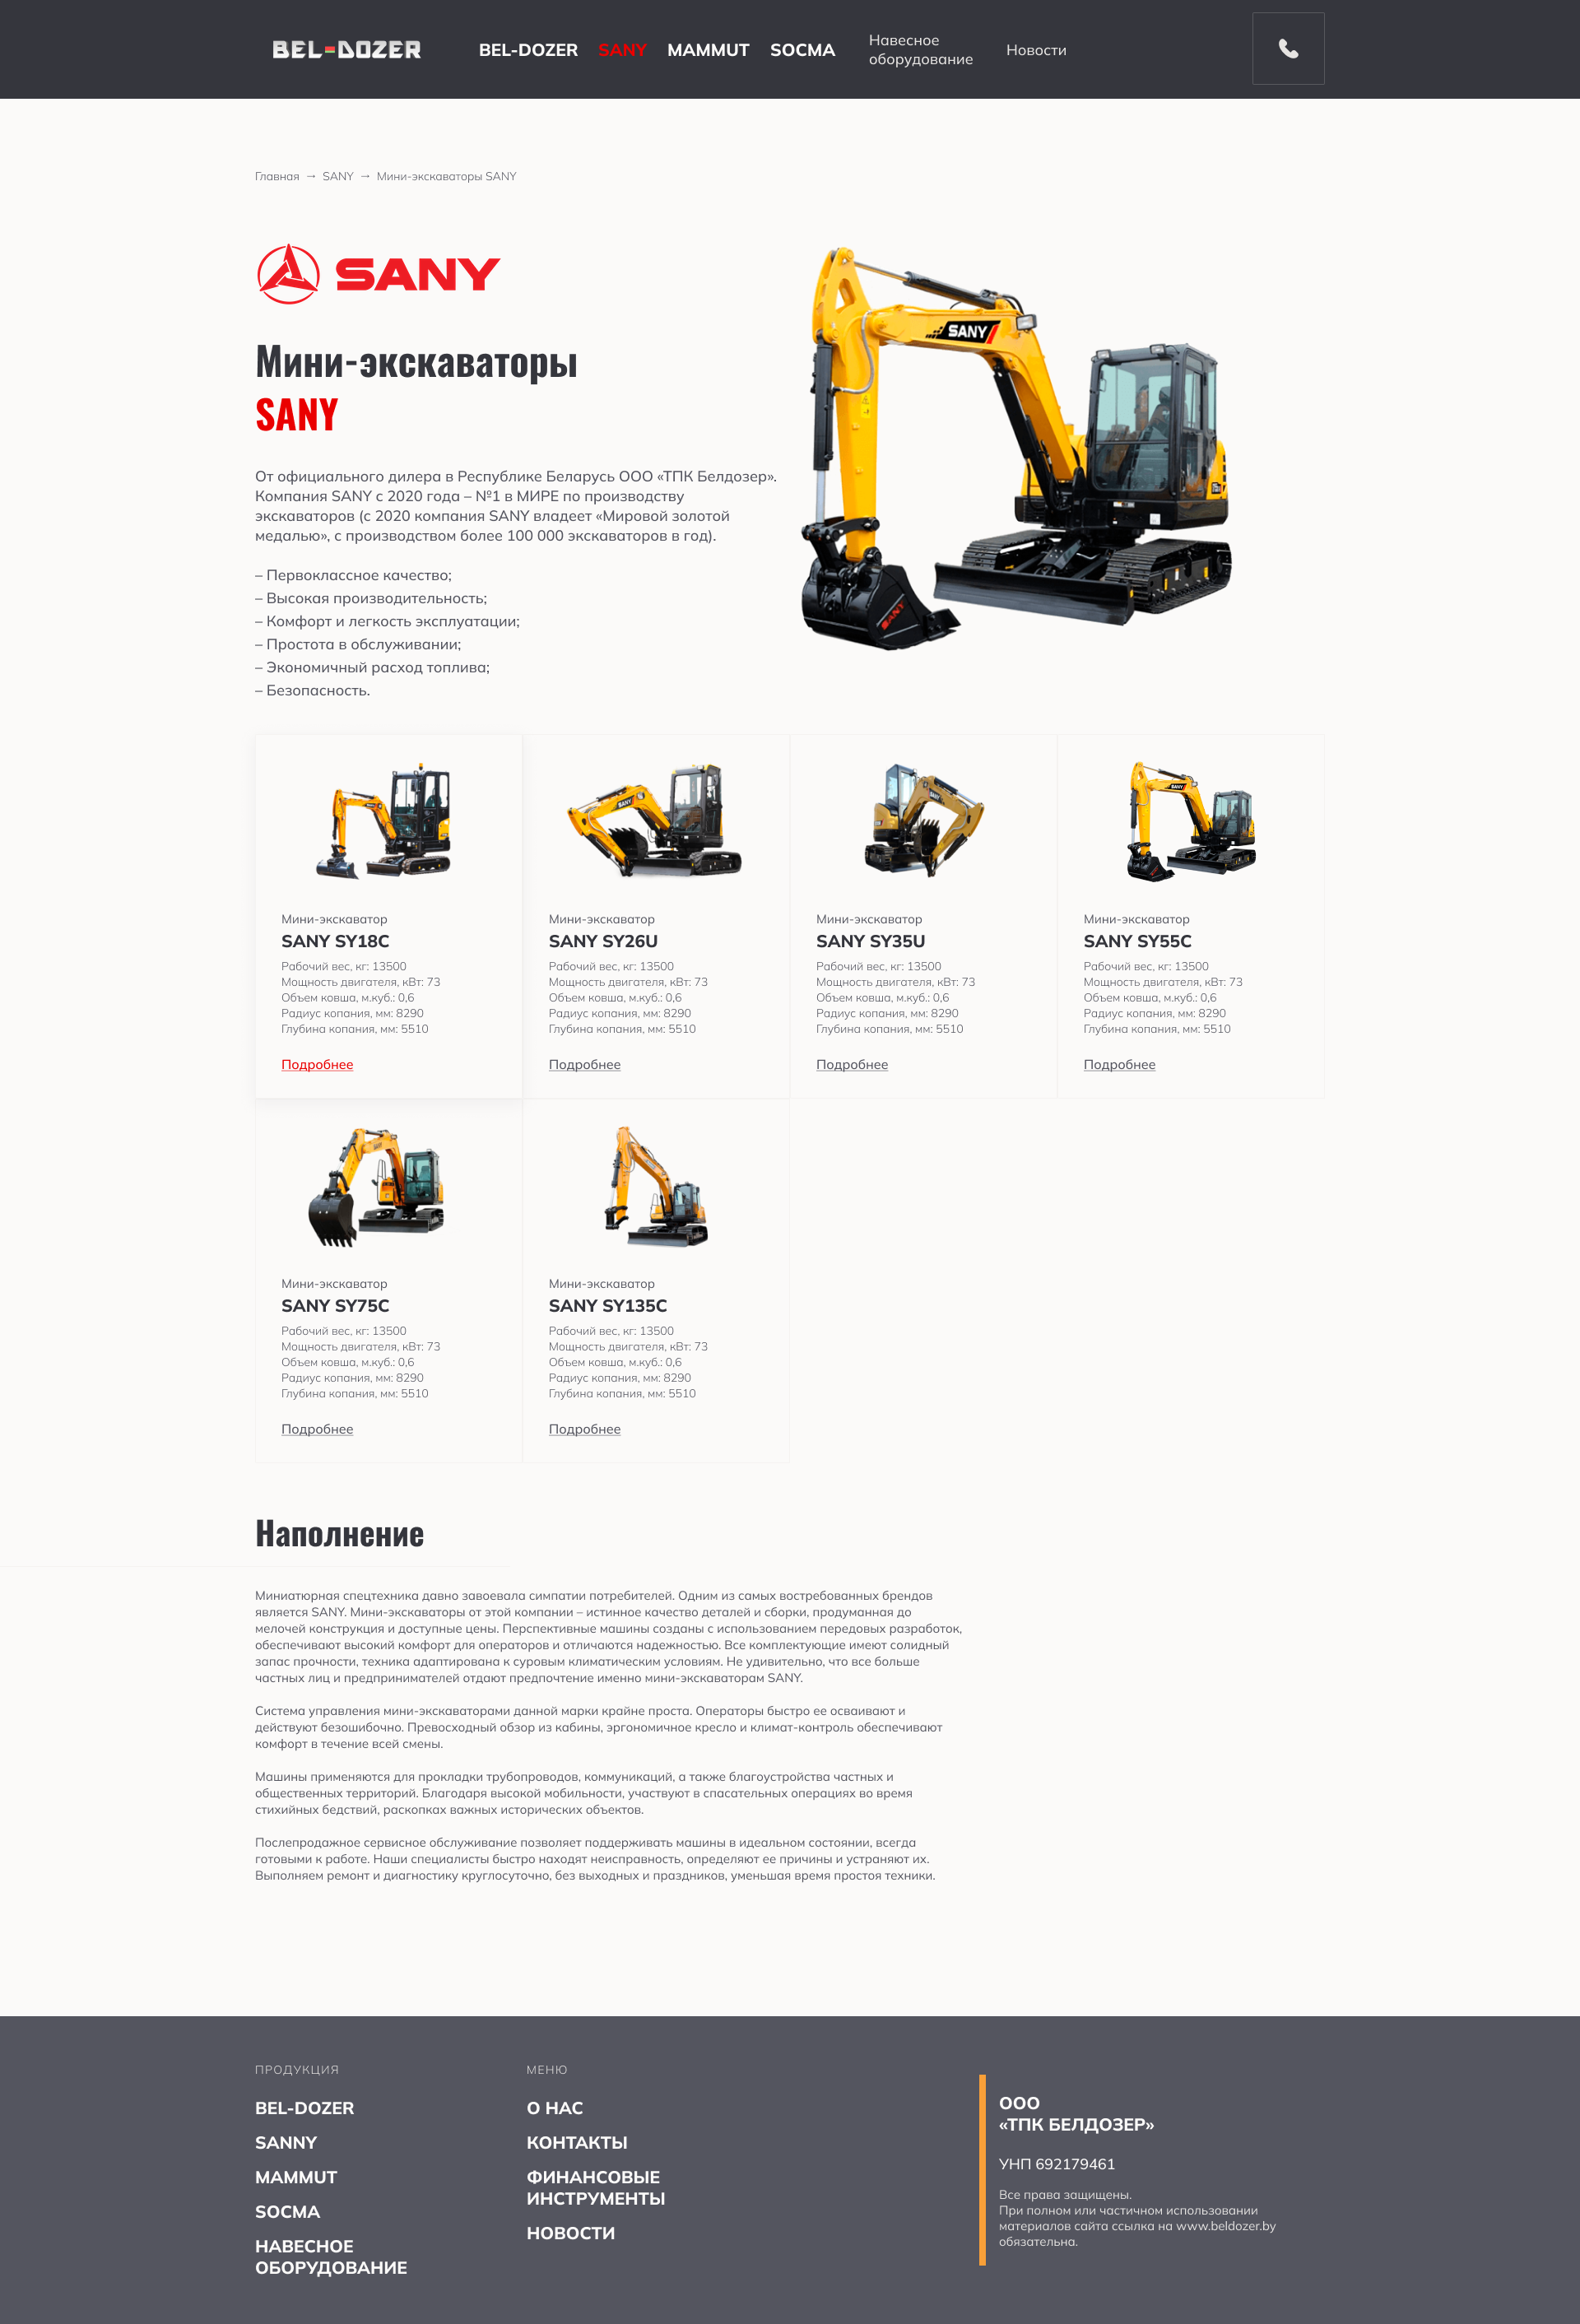 BEL-DOZER
BEL-DOZER SANY MAMMUT SOCMA
Навесное
оборудование
Новости
Главная → SANY → Мини-экскаваторы SANY
SANY
SANY
Мини-экскаваторы
SANY
От официального дилера в Республике Беларусь ООО «ТПК Белдозер».
Компания SANY с 2020 года – №1 в МИРЕ по производству
экскаваторов (с 2020 компания SANY владеет «Мировой золотой
медалью», с производством более 100 000 экскаваторов в год).
– Первоклассное качество;
– Высокая производительность;
– Комфорт и легкость эксплуатации;
– Простота в обслуживании;
– Экономичный расход топлива;
– Безопасность.
SANY
Мини-экскаватор
SANY SY18C
Рабочий вес, кг: 13500
Мощность двигателя, кВт: 73
Объем ковша, м.куб.: 0,6
Радиус копания, мм: 8290
Глубина копания, мм: 5510
Подробнее
SANY
Мини-экскаватор
SANY SY26U
Рабочий вес, кг: 13500
Мощность двигателя, кВт: 73
Объем ковша, м.куб.: 0,6
Радиус копания, мм: 8290
Глубина копания, мм: 5510
Подробнее
Мини-экскаватор
SANY SY35U
Рабочий вес, кг: 13500
Мощность двигателя, кВт: 73
Объем ковша, м.куб.: 0,6
Радиус копания, мм: 8290
Глубина копания, мм: 5510
Подробнее
SANY
Мини-экскаватор
SANY SY55C
Рабочий вес, кг: 13500
Мощность двигателя, кВт: 73
Объем ковша, м.куб.: 0,6
Радиус копания, мм: 8290
Глубина копания, мм: 5510
Подробнее
Мини-экскаватор
SANY SY75C
Рабочий вес, кг: 13500
Мощность двигателя, кВт: 73
Объем ковша, м.куб.: 0,6
Радиус копания, мм: 8290
Глубина копания, мм: 5510
Подробнее
Мини-экскаватор
SANY SY135C
Рабочий вес, кг: 13500
Мощность двигателя, кВт: 73
Объем ковша, м.куб.: 0,6
Радиус копания, мм: 8290
Глубина копания, мм: 5510
Подробнее
Наполнение
Миниатюрная спецтехника давно завоевала симпатии потребителей. Одним из самых востребованных брендов
является SANY. Мини-экскаваторы от этой компании – истинное качество деталей и сборки, продуманная до
мелочей конструкция и доступные цены. Перспективные машины созданы с использованием передовых разработок,
обеспечивают высокий комфорт для операторов и отличаются надежностью. Все комплектующие имеют солидный
запас прочности, техника адаптирована к суровым климатическим условиям. Не удивительно, что все больше
частных лиц и предпринимателей отдают предпочтение именно мини-экскаваторам SANY.
Система управления мини-экскаваторами данной марки крайне проста. Операторы быстро ее осваивают и
действуют безошибочно. Превосходный обзор из кабины, эргономичное кресло и климат-контроль обеспечивают
комфорт в течение всей смены.
Машины применяются для прокладки трубопроводов, коммуникаций, а также благоустройства частных и
общественных территорий. Благодаря высокой мобильности, участвуют в спасательных операциях во время
стихийных бедствий, раскопках важных исторических объектов.
Послепродажное сервисное обслуживание позволяет поддерживать машины в идеальном состоянии, всегда
готовыми к работе. Наши специалисты быстро находят неисправность, определяют ее причины и устраняют их.
Выполняем ремонт и диагностику круглосуточно, без выходных и праздников, уменьшая время простоя техники.
ПРОДУКЦИЯ
BEL-DOZER
SANNY
MAMMUT
SOCMA
НАВЕСНОЕ
ОБОРУДОВАНИЕ
МЕНЮ
О НАС
КОНТАКТЫ
ФИНАНСОВЫЕ
ИНСТРУМЕНТЫ
НОВОСТИ
ООО
«ТПК БЕЛДОЗЕР»
УНП 692179461
Все права защищены.
При полном или частичном использовании
материалов сайта ссылка на www.beldozer.by
обязательна.